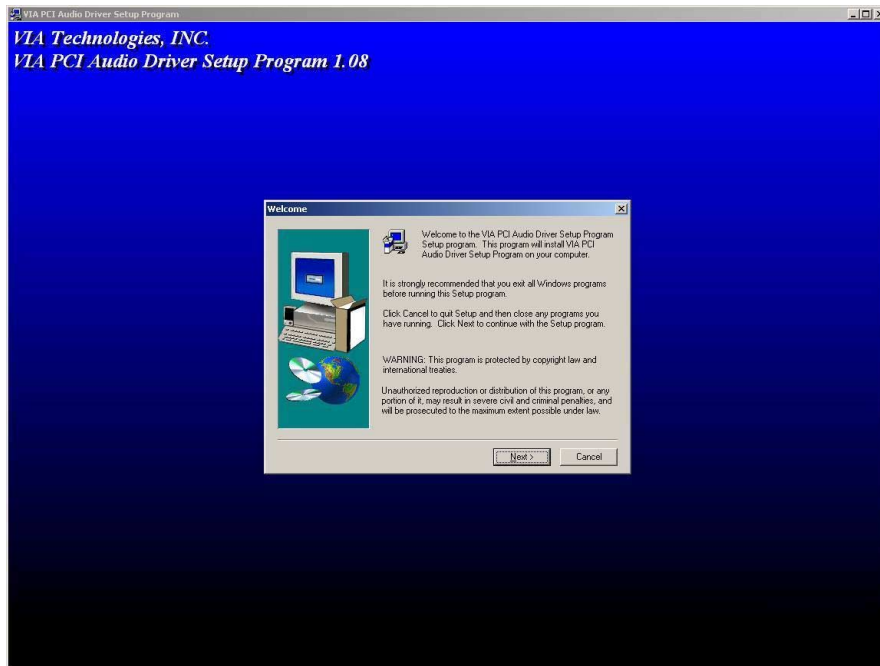 VIA PCI Audio Driver Setup Program
VIA Technologies, INC.
VIA PCI Audio Driver Setup Program 1.08
Welcome
Welcome to the VIA PCI Audio Driver Setup Program
Setup program. This program will install VIA PCI
Audio Driver Setup Program on your computer.
It is strongly recommended that you exit all Windows programs
before running this Setup program.
Click Cancel to quit Setup and then close any programs you
have running. Click Next to continue with the Setup program.
WARNING: This program is protected by copyright law and
international treaties.
Unauthorized reproduction or distribution of this program, or any
portion of it, may result in severe civil and criminal penalties, and
will be prosecuted to the maximum extent possible under law.
Next >
Cancel